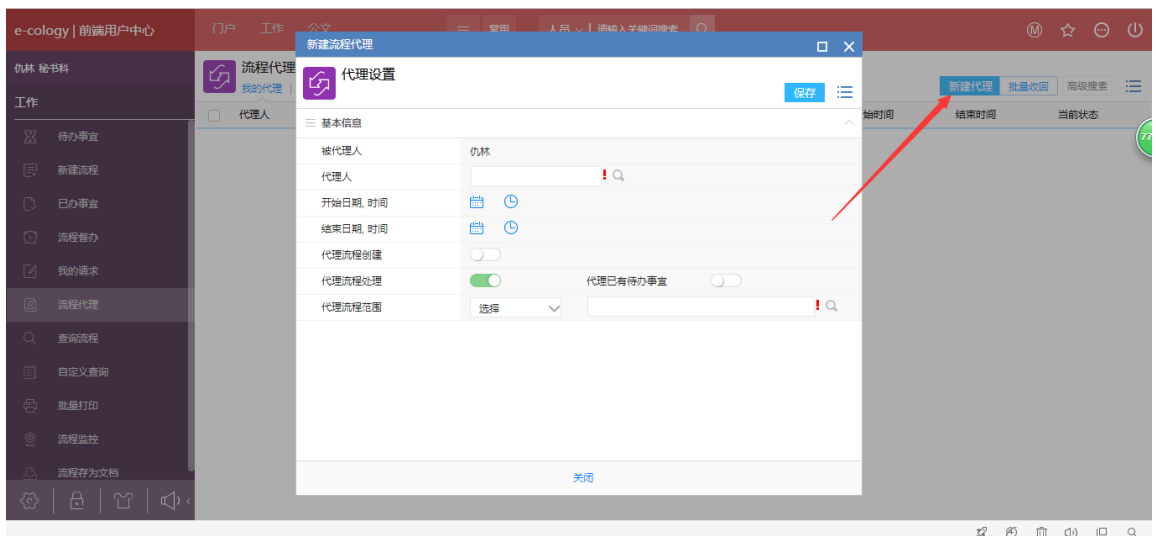 e-cology | 前端用户中心
门户 工作 公文 常用 人员 请输入关键词搜索
仇林 秘书科
工作
待办事宜
新建流程
已办事宜
流程督办
我的请求
流程代理
查询流程
自定义查询
批量打印
流程监控
流程存为文档
流程代理
我的代理
新建代理 批量收回 高级搜索
代理人 始时间 结束时间 当前状态
77
新建流程代理
代理设置
保存
基本信息
被代理人 仇林
代理人 !
开始日期, 时间
结束日期, 时间
代理流程创建
代理流程处理 代理已有待办事宜
代理流程范围 选择 !
关闭